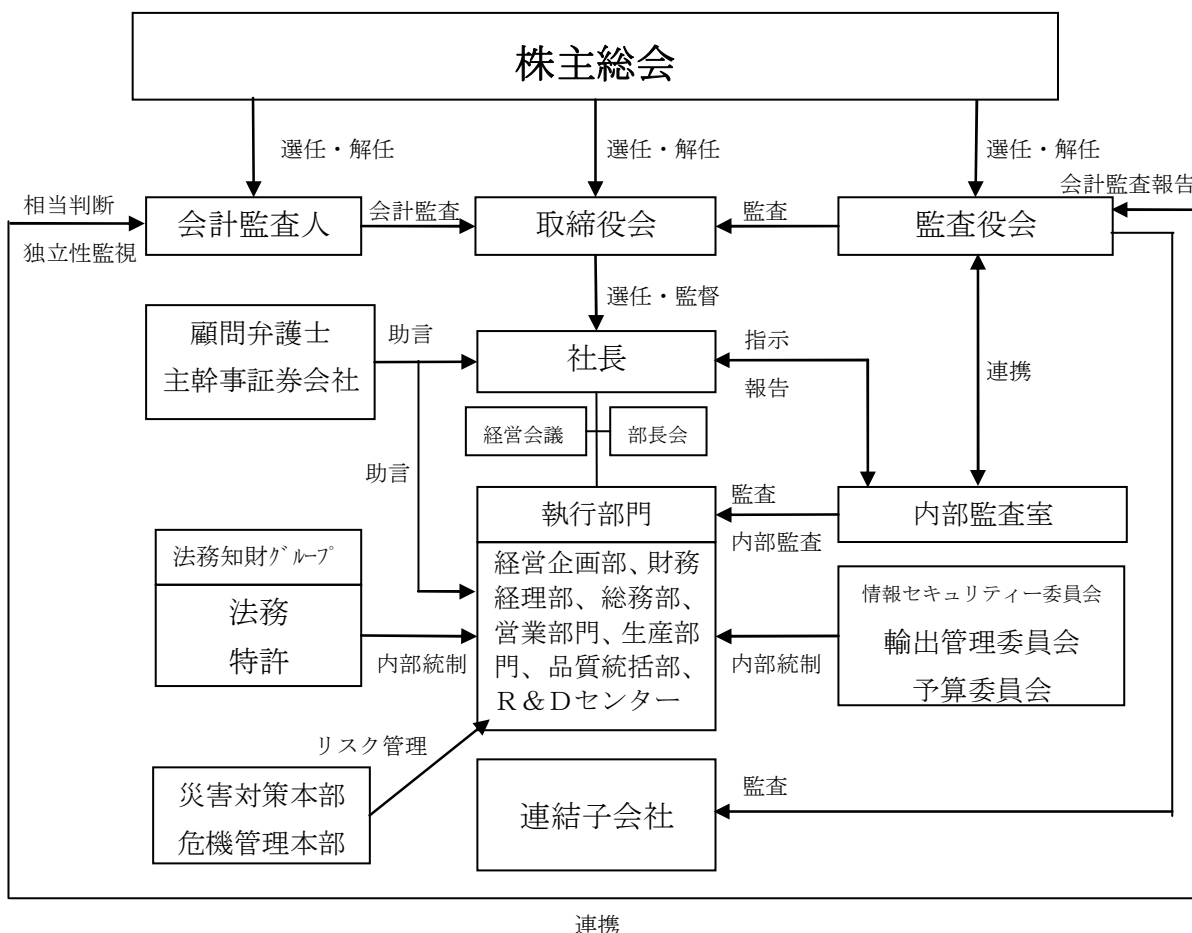 株主総会
選任・解任
選任・解任
選任・解任
会計監査報告
相当判断
独立性監視
会計監査人
会計監査
取締役会
監査
監査役会
選任・監督
顧問弁護士
主幹事証券会社
助言
社長
指示
報告
連携
経営会議
部長会
助言
執行部門
監査
内部監査
内部監査室
法務知財ｸﾞﾙｰﾌﾟ
法務
特許
内部統制
経営企画部、財務
経理部、総務部、
営業部門、生産部
門、品質統括部、
R＆Dセンター
内部統制
情報セキュリティー委員会
輸出管理委員会
予算委員会
リスク管理
災害対策本部
危機管理本部
連結子会社
監査
連携